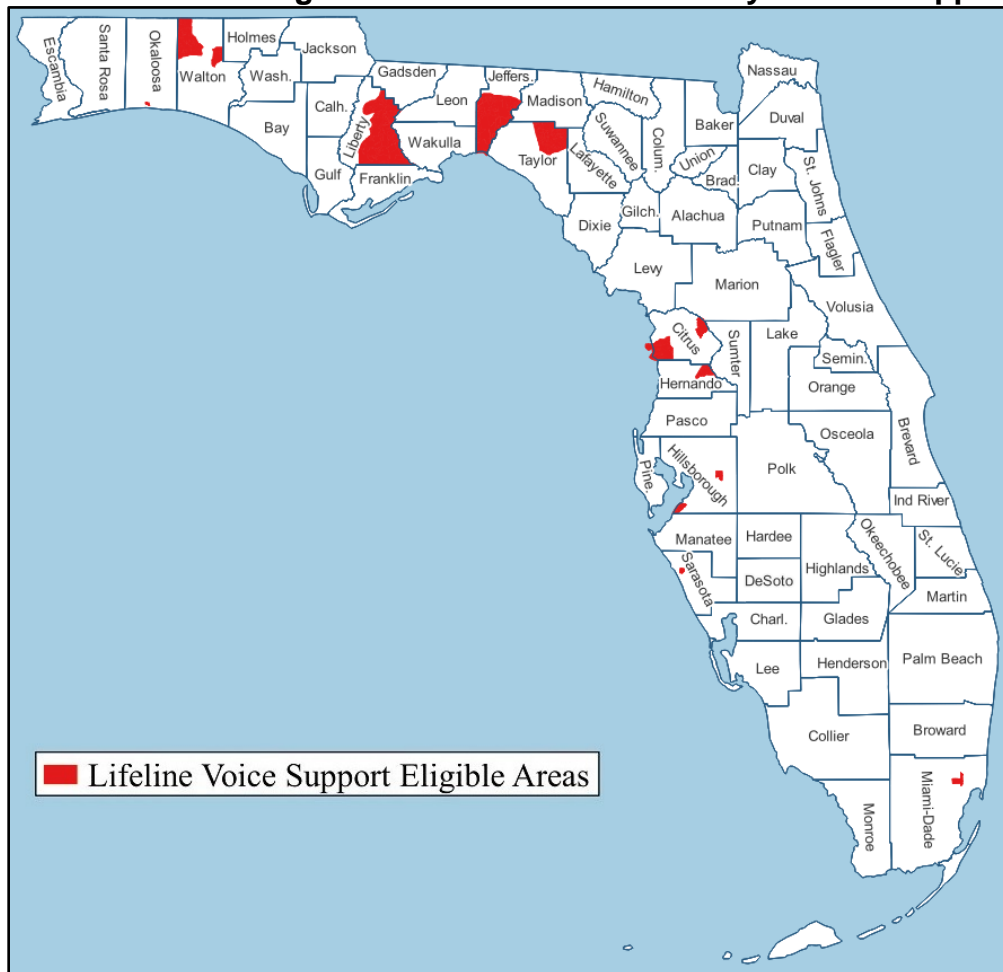 Holmes
Jackson
Escambia
Santa Rosa
Okaloosa
Walton
Wash.
Calh.
Bay
Gulf
Liberty
Gadsden
Leon
Wakulla
Franklin
Jeffers.
Madison
Taylor
Hamilton
Suwannee
Lafayette
Colum.
Nassau
Baker
Duval
Union
Brad.
Clay
St. Johns
Dixie
Gilch.
Alachua
Putnam
Flagler
Levy
Marion
Volusia
Citrus
Sumter
Lake
Semin.
Orange
Hernando
Pasco
Osceola
Brevard
Pine.
Hillsborough
Polk
Ind River
Manatee
Hardee
Okeechobee
St. Lucie
Sarasota
DeSoto
Highlands
Martin
Charl.
Glades
Lee
Henderson
Palm Beach
Collier
Broward
Monroe
Miami-Dade
Lifeline Voice Support Eligible Areas